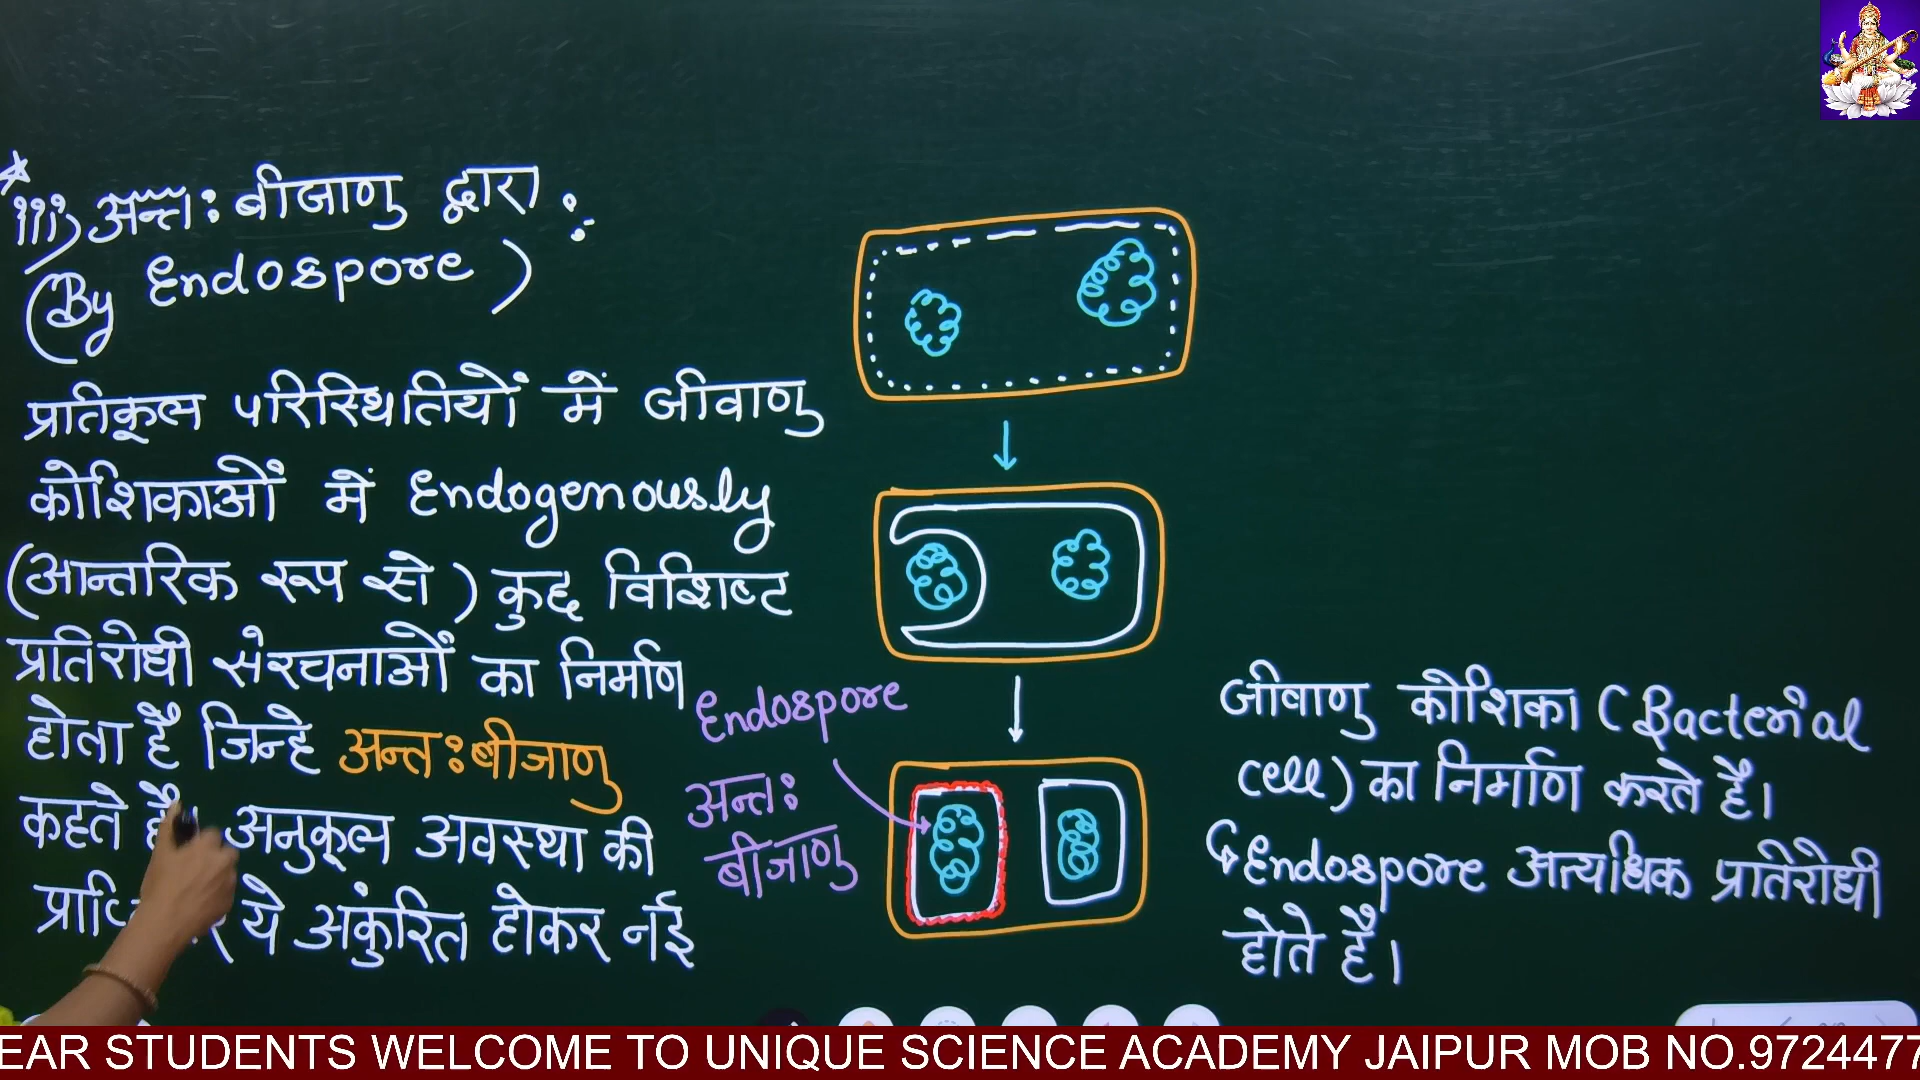 iii) अन्तः बीजाणु द्वारा :-
(By Endospore)
प्रतिकूल परिस्थितियों में जीवाणु
कोशिकाओं में Endogenously
(आन्तरिक रूप से) कुछ विशिष्ट
प्रतिरोधी संरचनाओं का निर्माण
होता है जिन्हे अन्तः बीजाणु
कहते है। अनुकूल अवस्था की
ये अंकुरित होकर नई
Endospore
अन्तः
बीजाणु
जीवाणु कोशिका (Bacterial
cell) का निर्माण करते है।
Endospore अत्यधिक प्रतिरोधी
होते है।
EAR STUDENTS WELCOME TO UNIQUE SCIENCE ACADEMY JAIPUR MOB NO.9724477